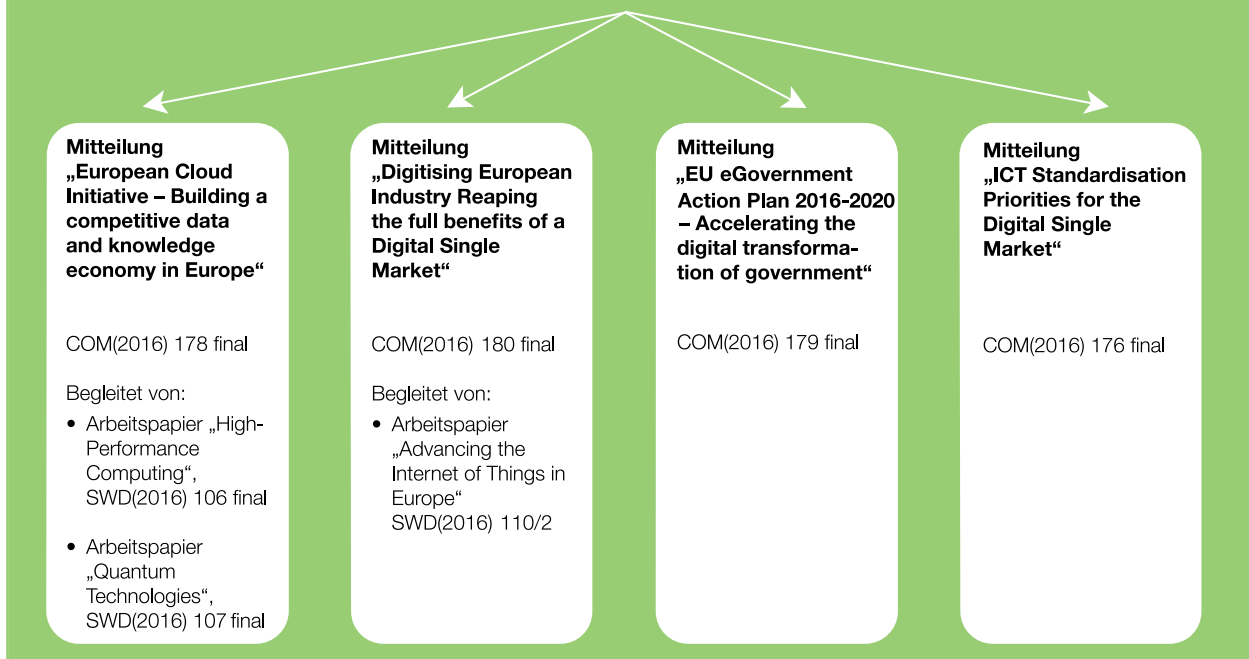 Mitteilung
„European Cloud
Initiative – Building a
competitive data
and knowledge
economy in Europe“
COM(2016) 178 final
Begleitet von:
• Arbeitspapier „High-
Performance
Computing“,
SWD(2016) 106 final
• Arbeitspapier
„Quantum
Technologies“,
SWD(2016) 107 final
Mitteilung
„Digitising European
Industry Reaping
the full benefits of a
Digital Single
Market“
COM(2016) 180 final
Begleitet von:
• Arbeitspapier
„Advancing the
Internet of Things in
Europe“
SWD(2016) 110/2
Mitteilung
„EU eGovernment
Action Plan 2016-2020
– Accelerating the
digital transforma-
tion of government“
COM(2016) 179 final
Mitteilung
„ICT Standardisation
Priorities for the
Digital Single
Market“
COM(2016) 176 final